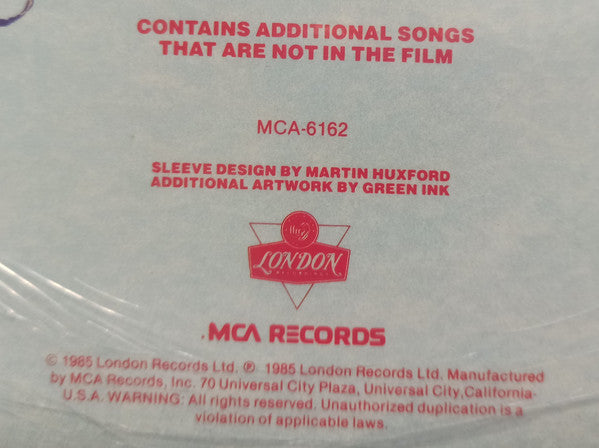 CONTAINS ADDITIONAL SONGS
THAT ARE NOT IN THE FILM
MCA-6162
SLEEVE DESIGN BY MARTIN HUXFORD
ADDITIONAL ARTWORK BY GREEN INK
LONDON
MCA RECORDS
© 1985 London Records Ltd. ℗ 1985 London Records Ltd. Manufactured
by MCA Records, Inc. 70 Universal City Plaza, Universal City,California-
U.S.A. WARNING: All rights reserved. Unauthorized duplication is a
violation of applicable laws.